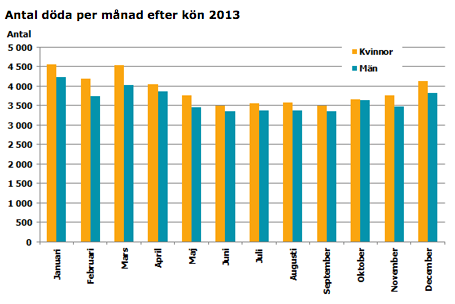 Antal döda per månad efter kön 2013
Antal
5 000
4 500
4 000
3 500
3 000
2 500
2 000
1 500
1 000
500
0
Kvinnor
Män
Januari
Februari
Mars
April
Maj
Juni
Juli
Augusti
September
Oktober
November
December